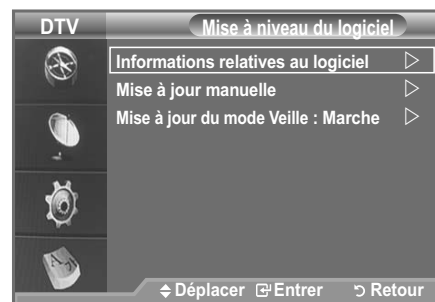 DTV
Mise à niveau du logiciel
Informations relatives au logiciel
Mise à jour manuelle
Mise à jour du mode Veille : Marche
Déplacer Entrer Retour